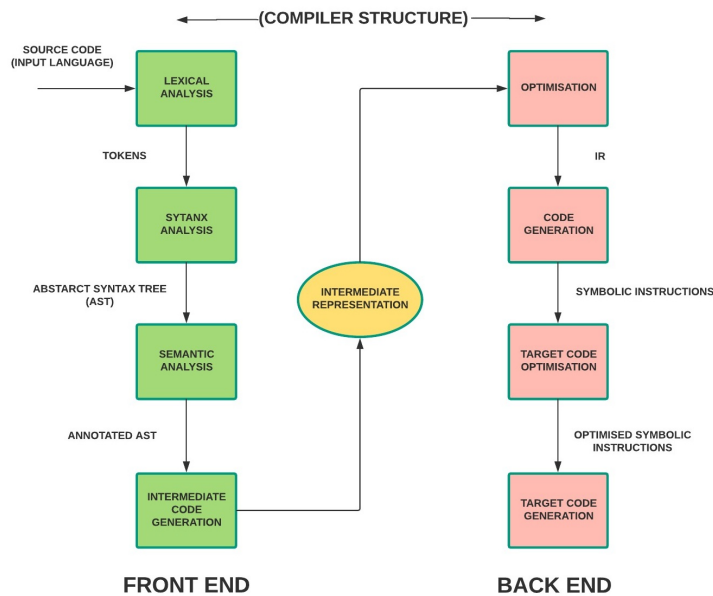 (COMPILER STRUCTURE)
SOURCE CODE
(INPUT LANGUAGE)
LEXICAL
ANALYSIS
TOKENS
SYTANX
ANALYSIS
ABSTARCT SYNTAX TREE
(AST)
SEMANTIC
ANALYSIS
ANNOTATED AST
INTERMEDIATE
CODE
GENERATION
INTERMEDIATE
REPRESENTATION
OPTIMISATION
IR
CODE
GENERATION
SYMBOLIC INSTRUCTIONS
TARGET CODE
OPTIMISATION
OPTIMISED SYMBOLIC
INSTRUCTIONS
TARGET CODE
GENERATION
FRONT END
BACK END